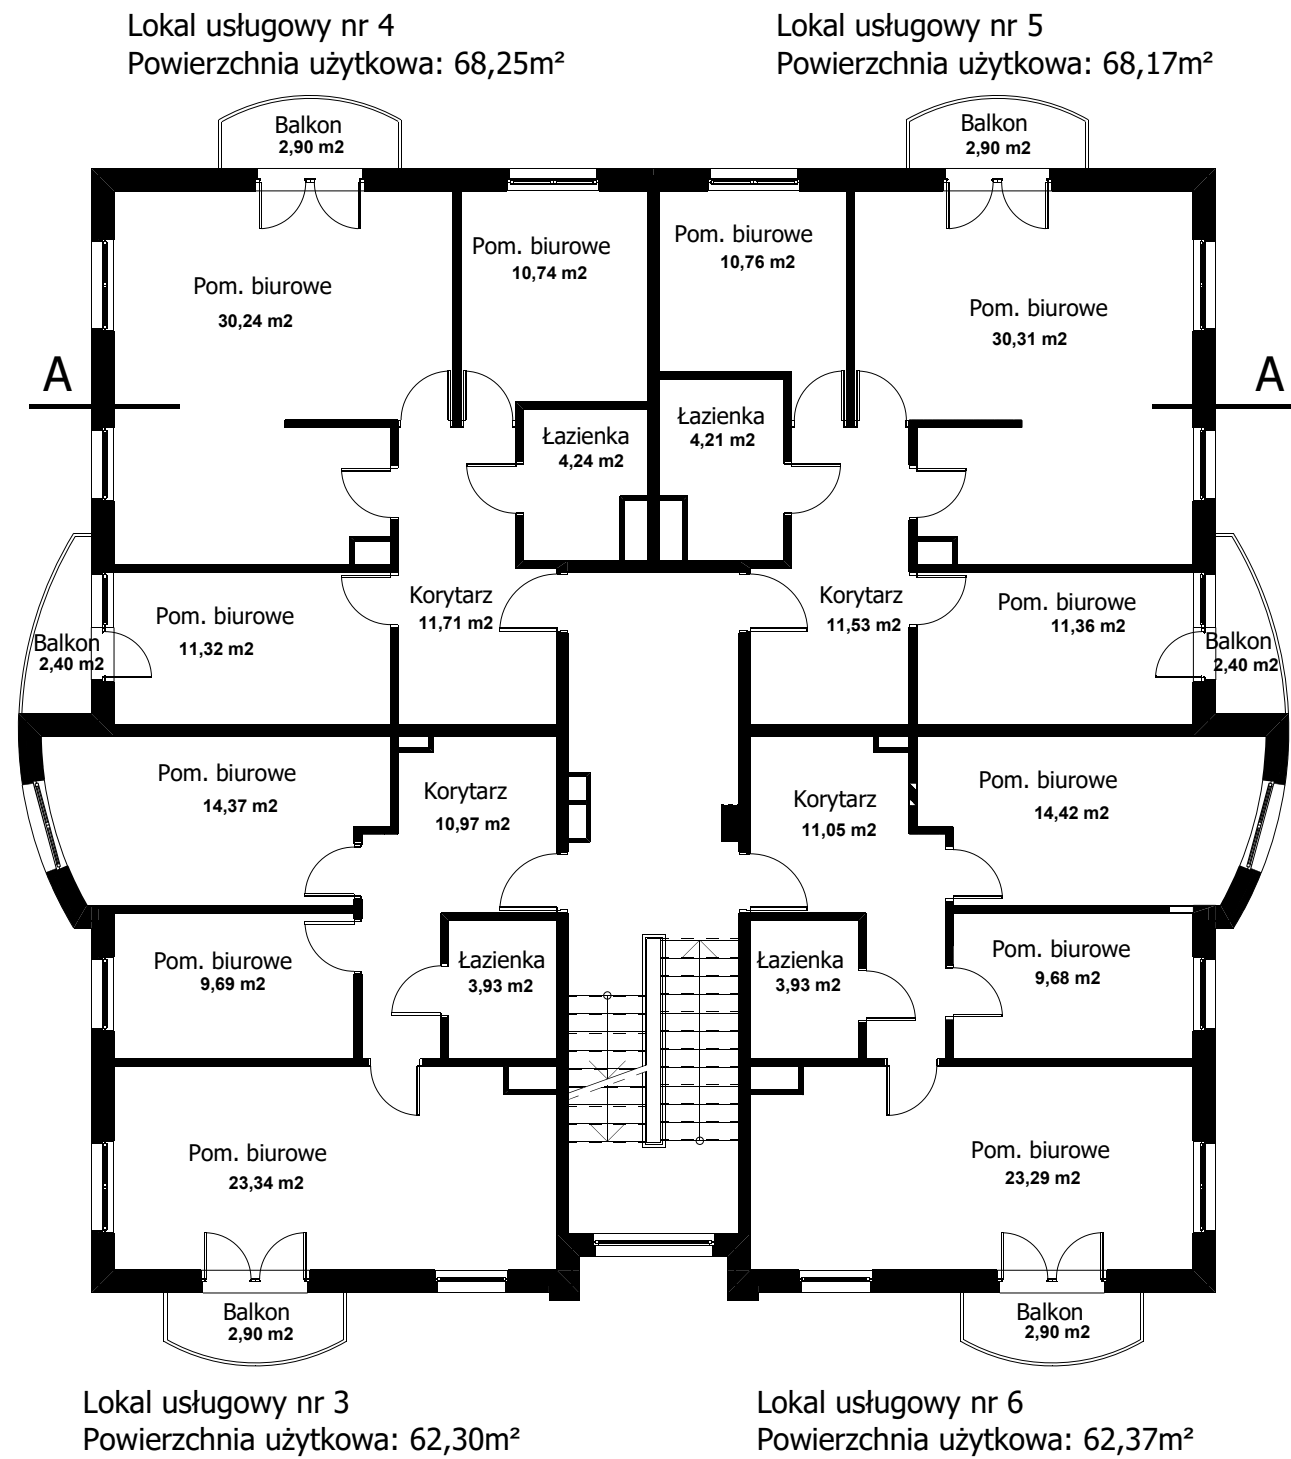 Lokal usługowy nr 4
Powierzchnia użytkowa: 68,25m²
Lokal usługowy nr 5
Powierzchnia użytkowa: 68,17m²
Balkon
2,90 m2
Balkon
2,90 m2
Pom. biurowe
30,24 m2
Pom. biurowe
10,74 m2
Pom. biurowe
10,76 m2
Pom. biurowe
30,31 m2
A
A
Łazienka
4,24 m2
Łazienka
4,21 m2
Balkon
2,40 m2
Pom. biurowe
11,32 m2
Korytarz
11,71 m2
Korytarz
11,53 m2
Pom. biurowe
11,36 m2
Balkon
2,40 m2
Pom. biurowe
14,37 m2
Korytarz
10,97 m2
Korytarz
11,05 m2
Pom. biurowe
14,42 m2
Pom. biurowe
9,69 m2
Łazienka
3,93 m2
Łazienka
3,93 m2
Pom. biurowe
9,68 m2
Pom. biurowe
23,34 m2
Pom. biurowe
23,29 m2
Balkon
2,90 m2
Balkon
2,90 m2
Lokal usługowy nr 3
Powierzchnia użytkowa: 62,30m²
Lokal usługowy nr 6
Powierzchnia użytkowa: 62,37m²